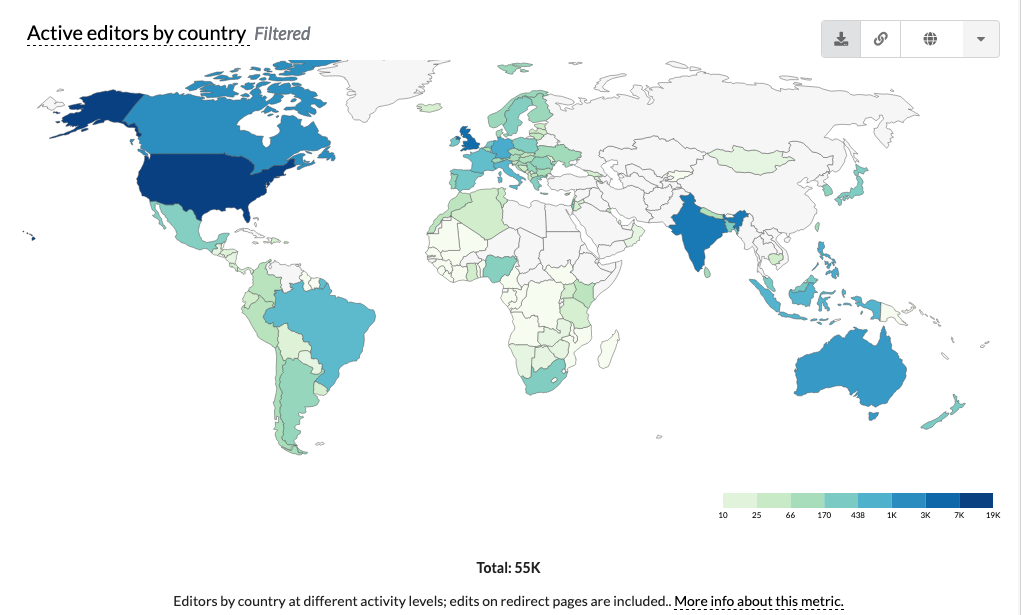 Active editors by country Filtered
10 25 66 170 438 1K 3K 7K 19K
Total: 55K
Editors by country at different activity levels; edits on redirect pages are included.. More info about this metric.